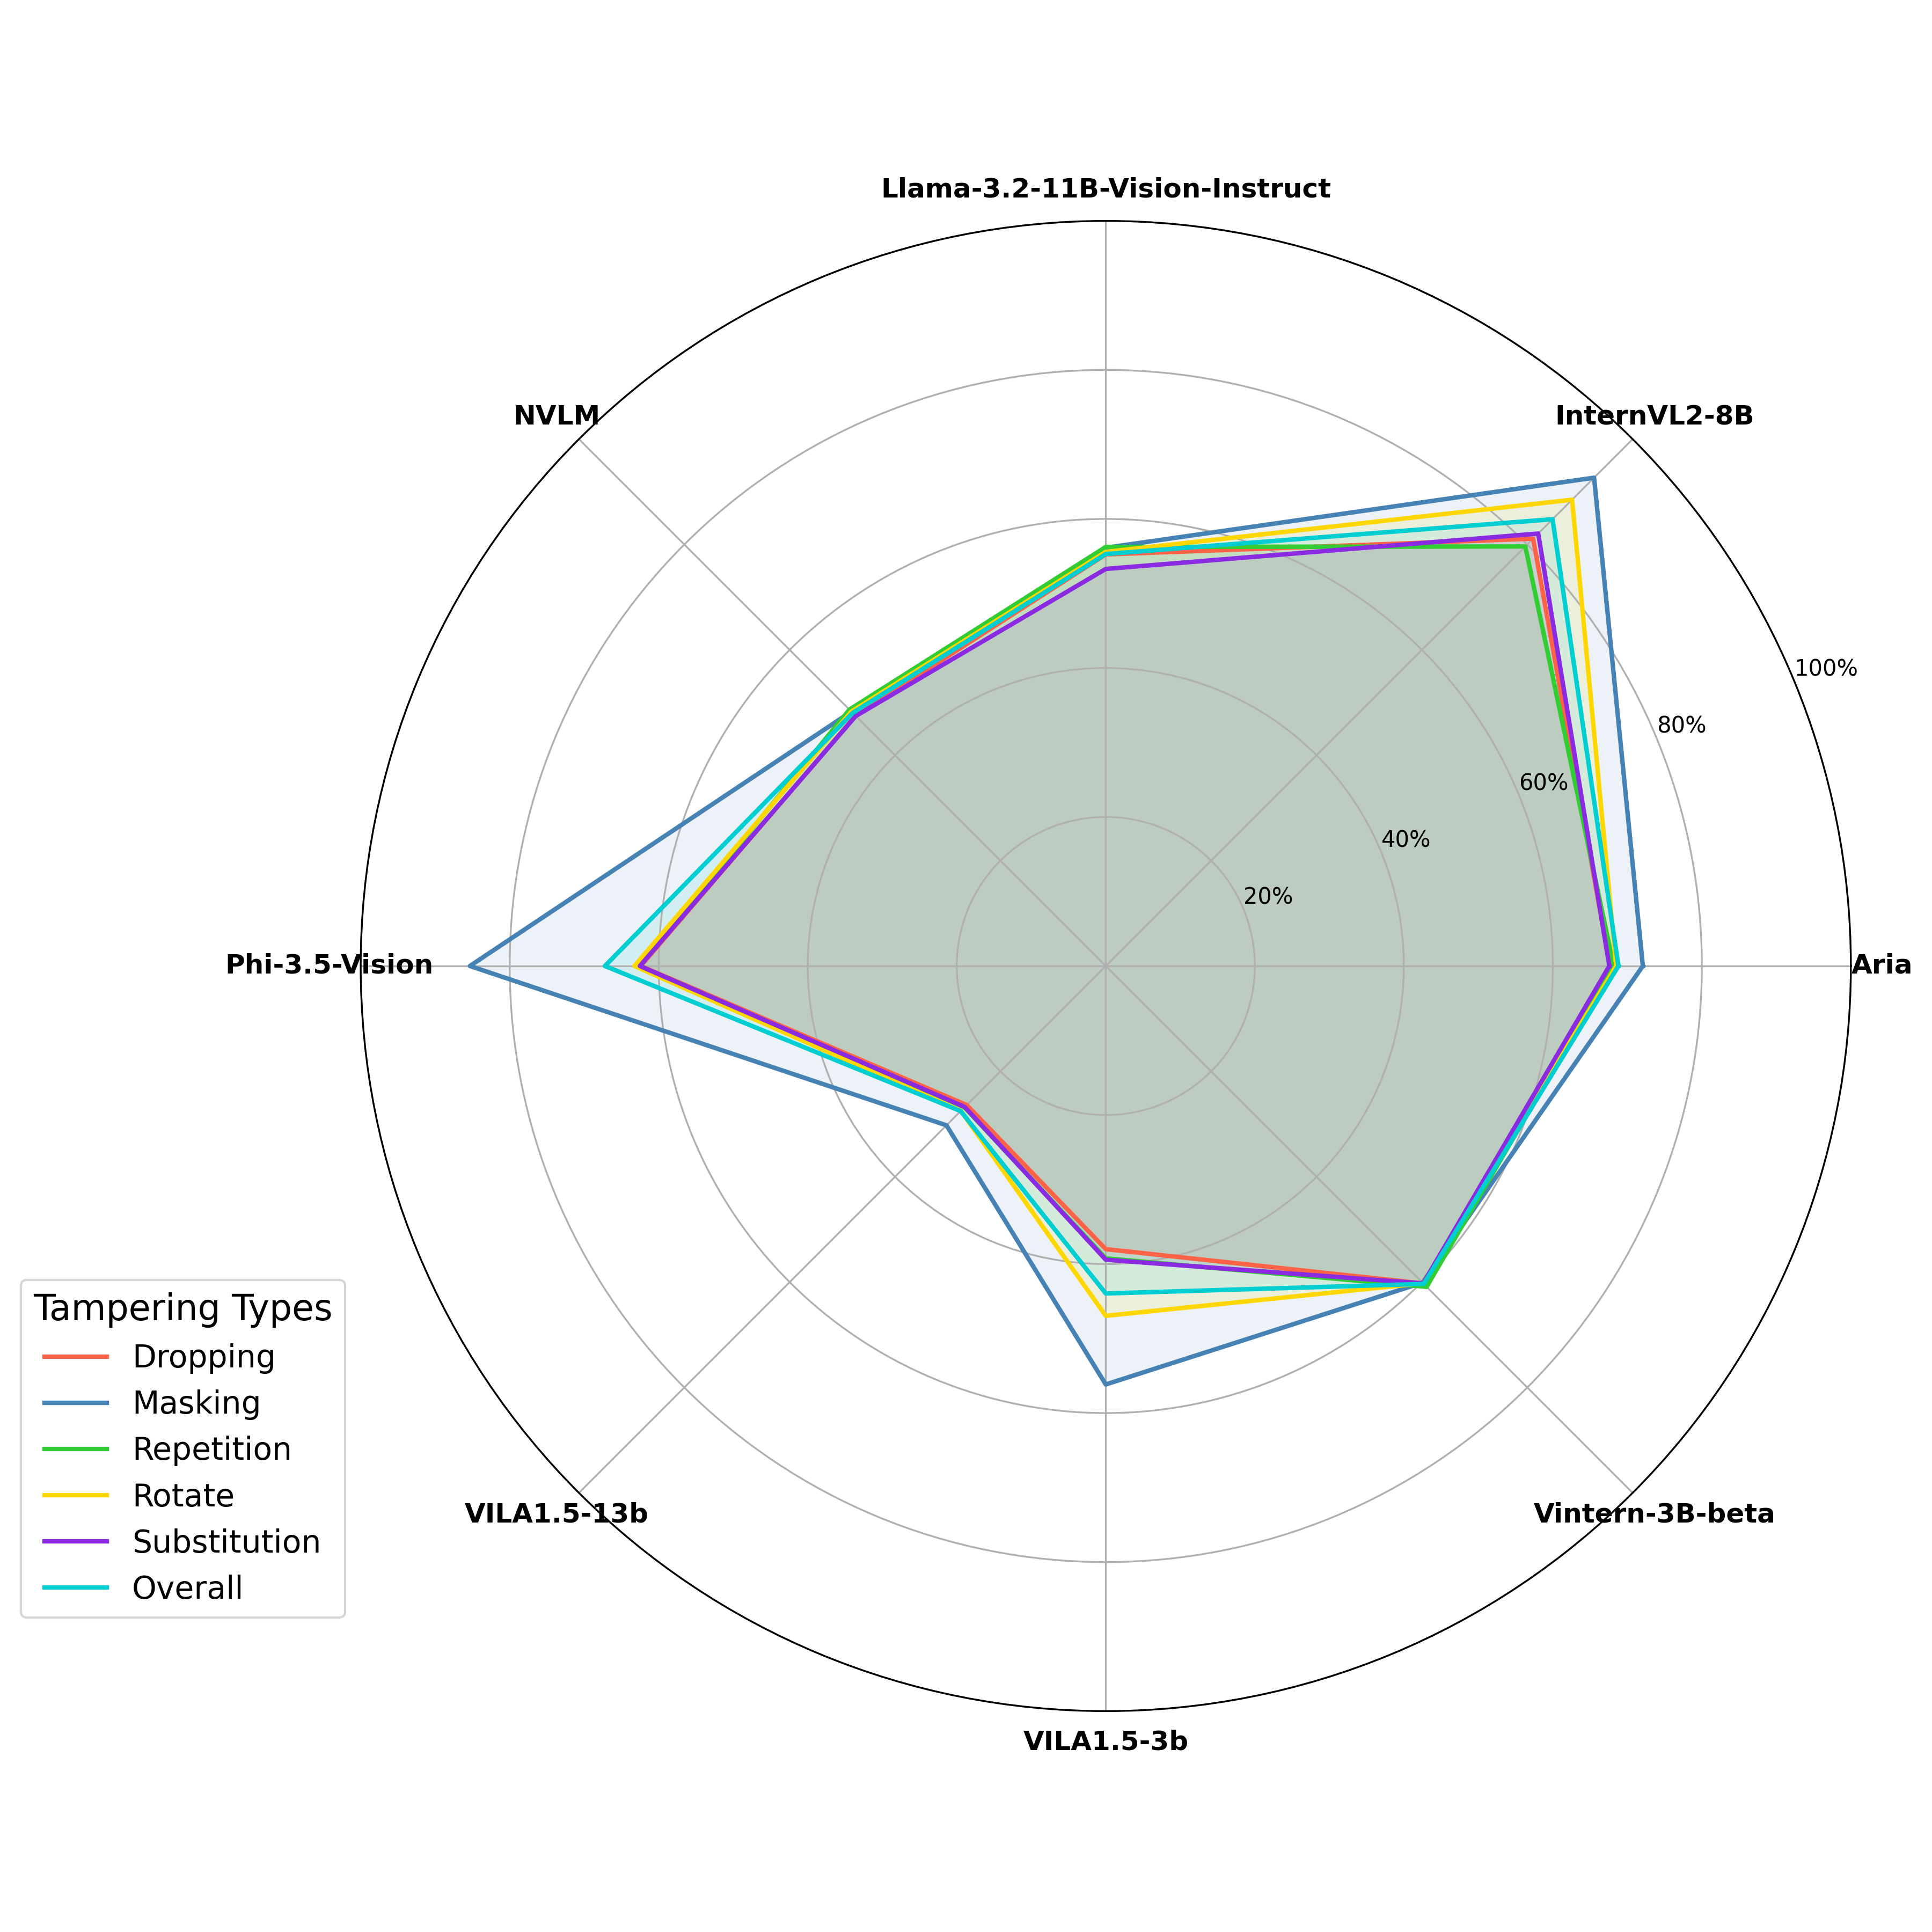 Llama-3.2-11B-Vision-Instruct
NVLM
InternVL2-8B
100%
80%
60%
40%
20%
Phi-3.5-Vision
Aria
Tampering Types
Dropping
Masking
Repetition
Rotate
Substitution
Overall
VILA1.5-13b
Vintern-3B-beta
VILA1.5-3b